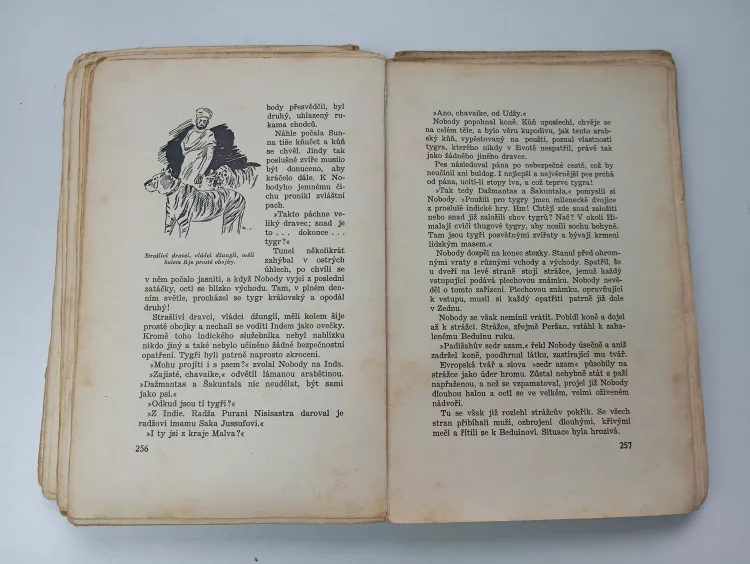 body přesvědčil, byl
druhý, uhlazený ru-
kama chodců.
Náhle počala Sun-
na tiše kňučet a kůň
se chvěl. Jindy tak
poslušné zvíře musilo
být donuceno, aby
kráčelo dále. K No-
bodyho jemnému či-
chu pronikl zvláštní
pach.
»Takto páchne ve-
liký dravec; snad je
to . . . dokonce . . .
tygr?«
Tunel několikrát
zahýbal v ostrých
úhlech, po chvíli se
Strašliví dravci, vládci džunglí, měli
kolem šíje prosté obojky.
v něm počalo jasniti, a když Nobody vyjel z poslední
zatáčky, octl se blízko východu. Tam, v plném den-
ním světle, procházel se tygr královský a opodál
druhý!
Strašliví dravci, vládci džunglí, měli kolem šíje
prosté obojky a nechali se voditi Indem jako ovečky.
Kromě toho indického služebníka nebyl nablízku
nikdo jiný a také nebylo učiněno žádné bezpečnostní
opatření. Tygři byli patrně naprosto zkroceni.
»Mohu projíti i s psem?« zvolal Nobody na Inda.
»Zajisté, chavaike,« odvětil lámanou arabštinou.
»Dažmantas a Šakuntala nic neudělat, být sami
jako psi.«
»Odkud jsou ti tygři?«
»Z Indie. Radža Purani Nisisastra daroval je
radžovi imamu Saka Jussufovi.«
»I ty jsi z kraje Malva?«
256
»Ano, chavaike, od Udžy.«
Nobody popohnal koně. Kůň uposlechl, chvěje se
na celém těle, a bylo věru kupodivu, jak tento arab-
ský kůň, vypěstovaný na poušti, poznal vlastnosti
tygra, kterého nikdy v životě nespatřil, právě tak
jako žádného jiného dravce.
Pes následoval pána po nebezpečné cestě, což by
neučinil ani buldog. I nejlepší a nejvěrnější pes prchá
od pána, ucítí-li stopy lva, a což teprve tygra!
»Tak tedy Dažmantas a Šakuntala,« pomyslil si
Nobody. »Použili pro tygry jmen milenecké dvojice
z proslulé indické hry. Hm! Chtějí zde snad založiti
nebo snad již založili chov tygrů? Nač? V okolí Hi-
malají cvičí thugové tygry, aby nosili sochu bohyně.
Tam jsou tygři posvátnými zvířaty a bývají krmeni
lidským masem.«
Nobody dospěl na konec stezky. Stanul před ohrom-
nými vraty s různými vchody a východy. Spatřil, že
u dveří na levé straně stojí strážce, jemuž každý
vstupující podává plechovou známku. Nobody nevě-
děl o tomto zařízení. Plechovou známku, opravňující
k vstupu, musil si každý opatřiti patrně již dole
v Zednu.
Nobody se však nemínil vrátit. Pobídl koně a dojel
až k strážci. Strážce, zřejmě Peršan, vztáhl k zaha-
lenému Beduinu ruku.
»Padišahův sedr azam,« řekl Nobody úsečně a aniž
zadržel koně, poodhrnul látku, zastírající mu tvář.
Evropská tvář a slova »sedr azam« působily na
strážce jako úder hromu. Zůstal nehybně stát s paží
napřaženou, a než se vzpamatoval, projel již Nobody
dlouhou halou a octl se ve velkém, velmi oživeném
nádvoří.
Tu se však již rozlehl strážcův pokřik. Se všech
stran přibíhali muži, ozbrojení dlouhými, křivými
meči a řítili se k Beduinovi. Situace byla hrozivá.
257